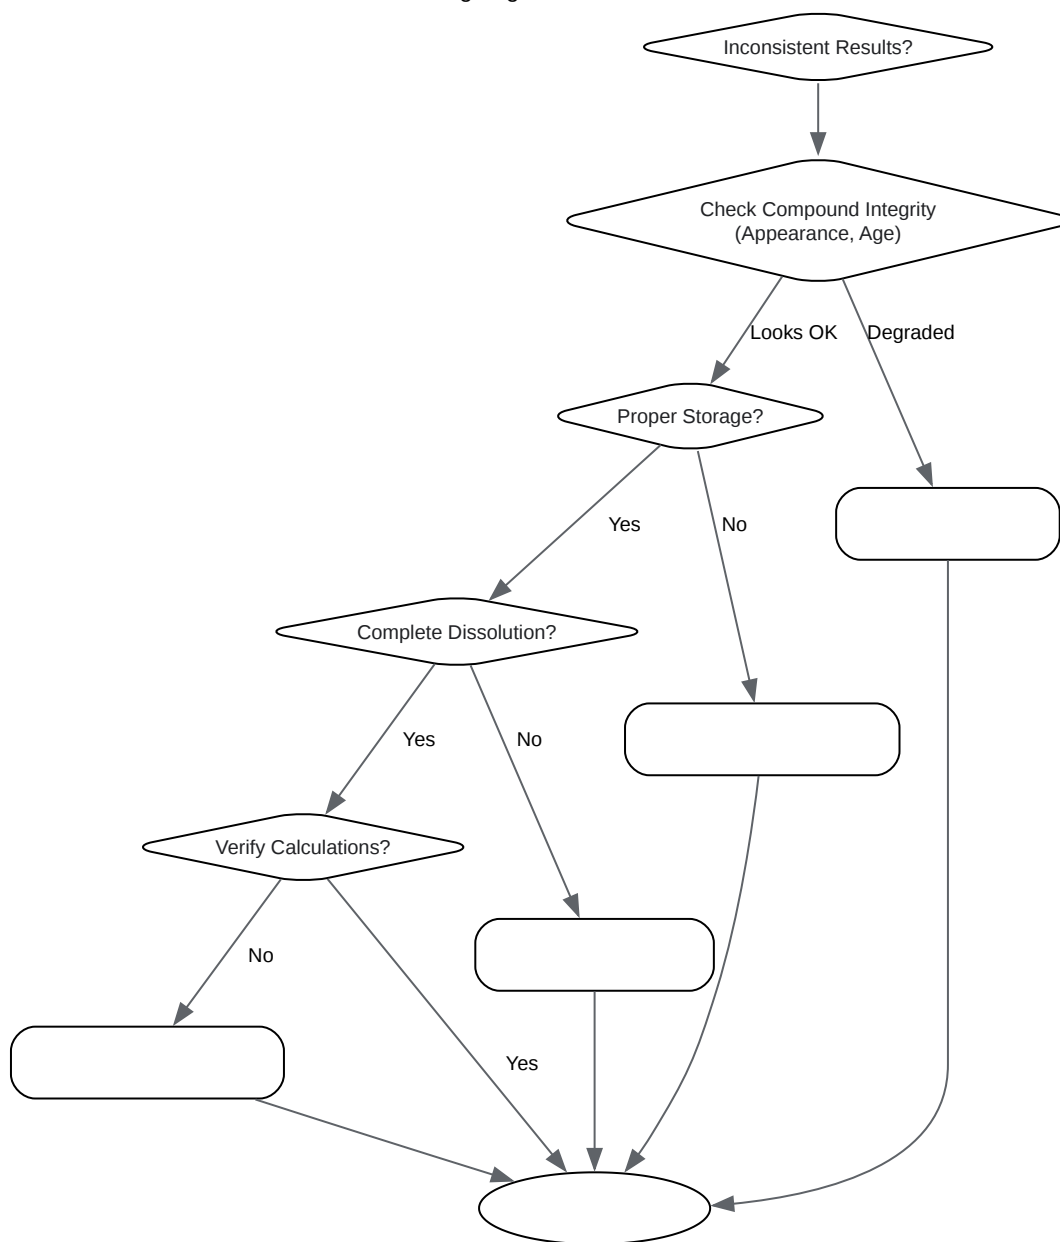 Inconsistent Results?
Check Compound Integrity
(Appearance, Age)
Looks OK
Degraded
Proper Storage?
Yes
No
Complete Dissolution?
Yes
No
Verify Calculations?
No
Yes